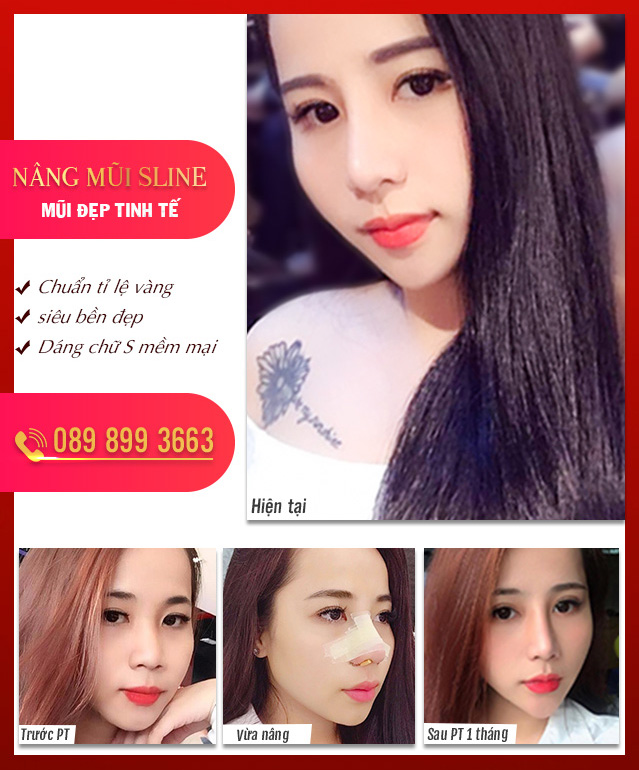 NÂNG MŨI SLINE
MŨI ĐẸP TINH TẾ
Chuẩn tỉ lệ vàng
siêu bền đẹp
Dáng chữ S mềm mại
089 899 3663
Hiện tại
Trước PT
Vừa nâng
Sau PT 1 tháng